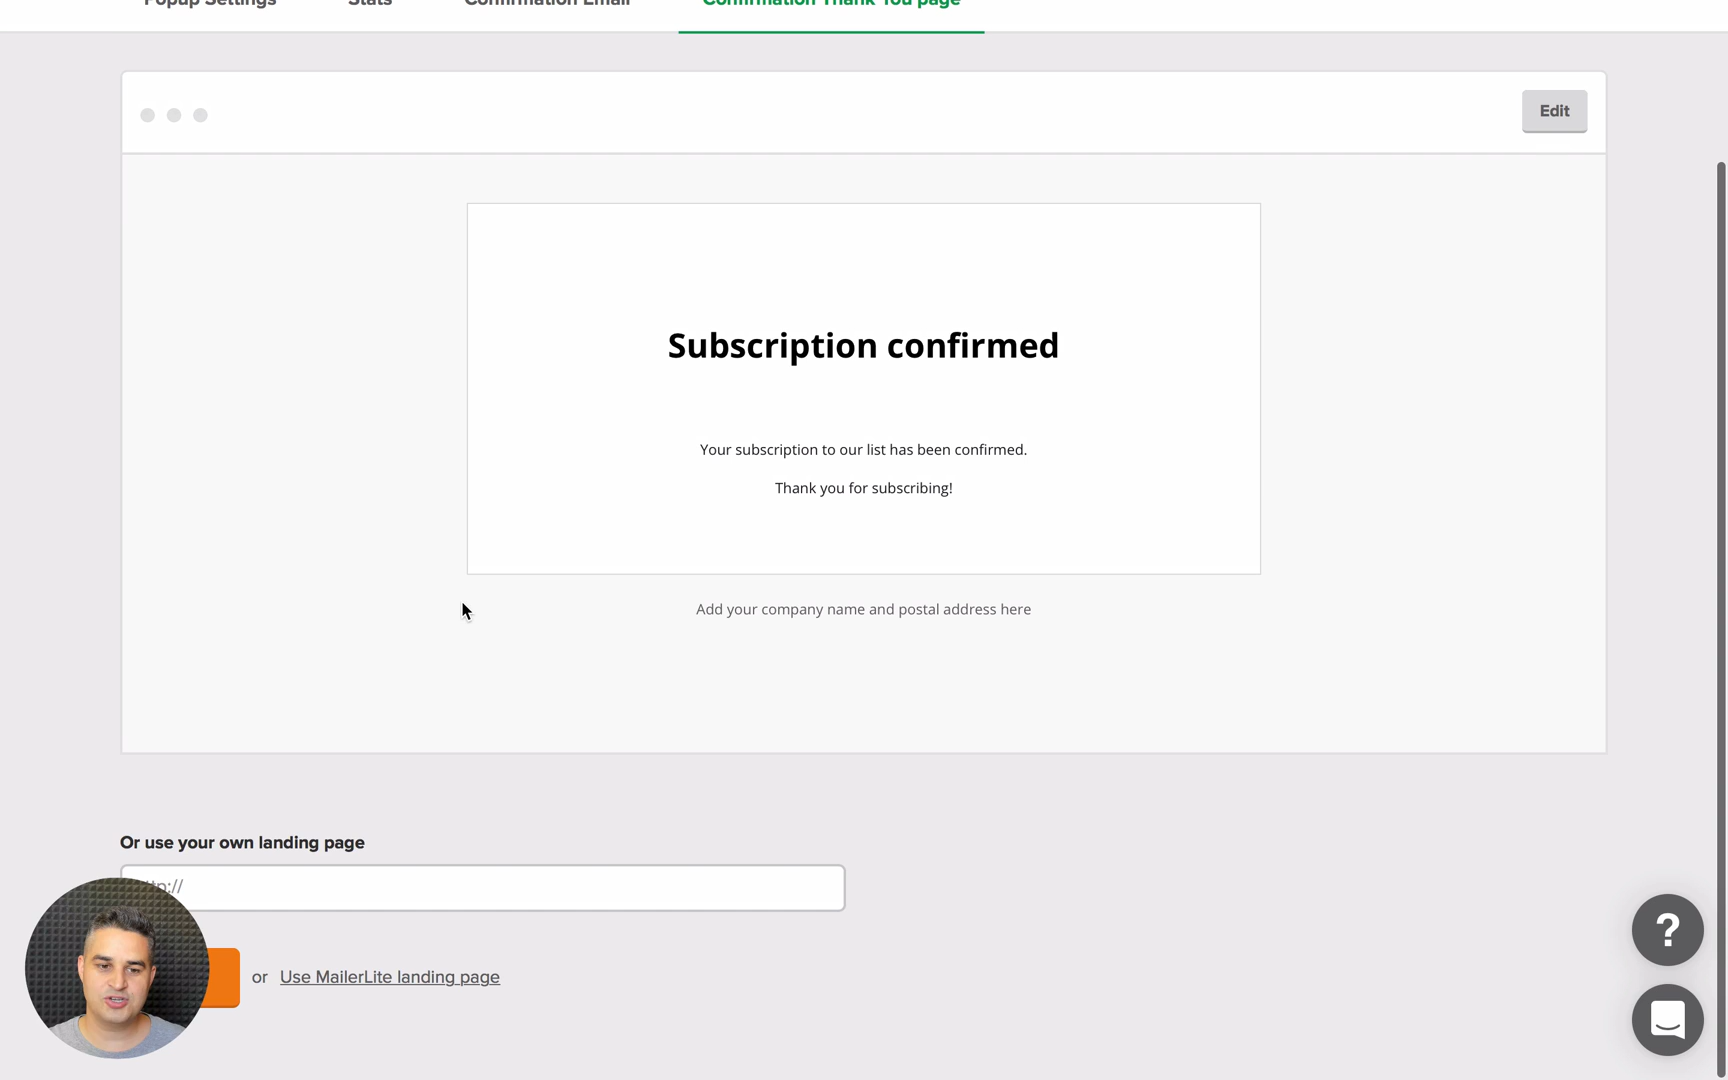 Popup Settings
Stats
Confirmation Email
Confirmation Thank You page
Edit
Subscription confirmed
Your subscription to our list has been confirmed.
Thank you for subscribing!
Add your company name and postal address here
Or use your own landing page
tp://
or
Use MailerLite landing page
?